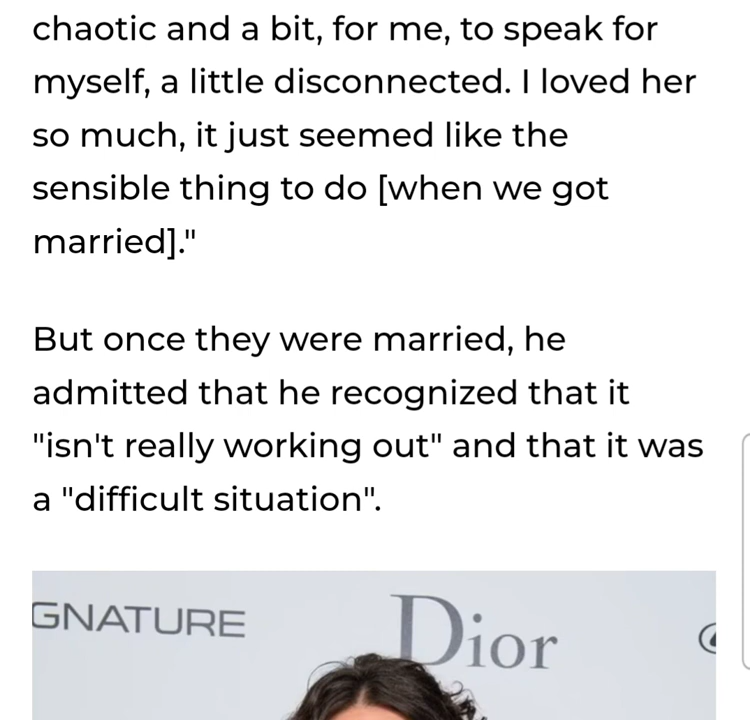 chaotic and a bit, for me, to speak for
myself, a little disconnected. I loved her
so much, it just seemed like the
sensible thing to do [when we got
married]."
But once they were married, he
admitted that he recognized that it
"isn't really working out" and that it was
a "difficult situation".
GNATURE
Dior